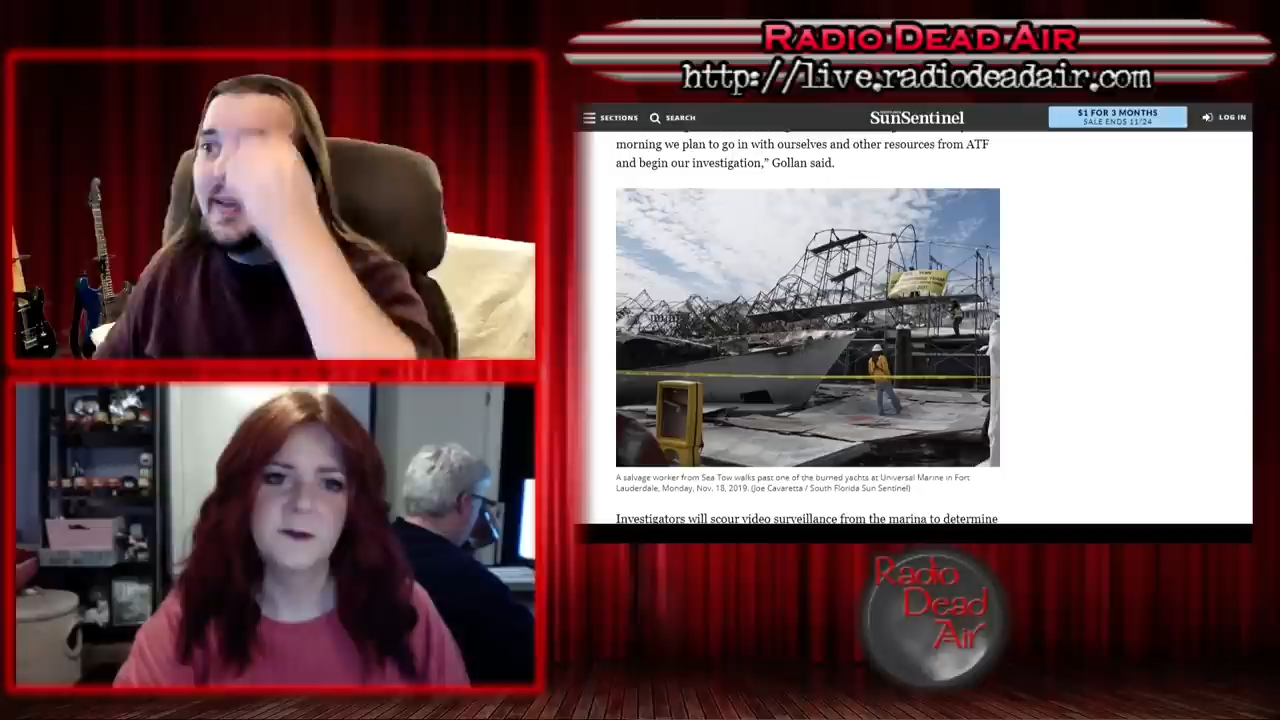 RADIO DEAD AIR
http://live.radiodeadair.com
SECTIONS
SEARCH
SunSentinel
$1 FOR 3 MONTHS
SALE ENDS 11/24
LOG IN
morning we plan to go in with ourselves and other resources from ATF
and begin our investigation,” Gollan said.
A salvage worker from Sea Tow walks past one of the burned yachts at Universal Marine in Fort
Lauderdale, Monday, Nov. 18, 2019. (Joe Cavaretta / South Florida Sun Sentinel)
Investigators will scour video surveillance from the marina to determine
Radio
Dead
Air